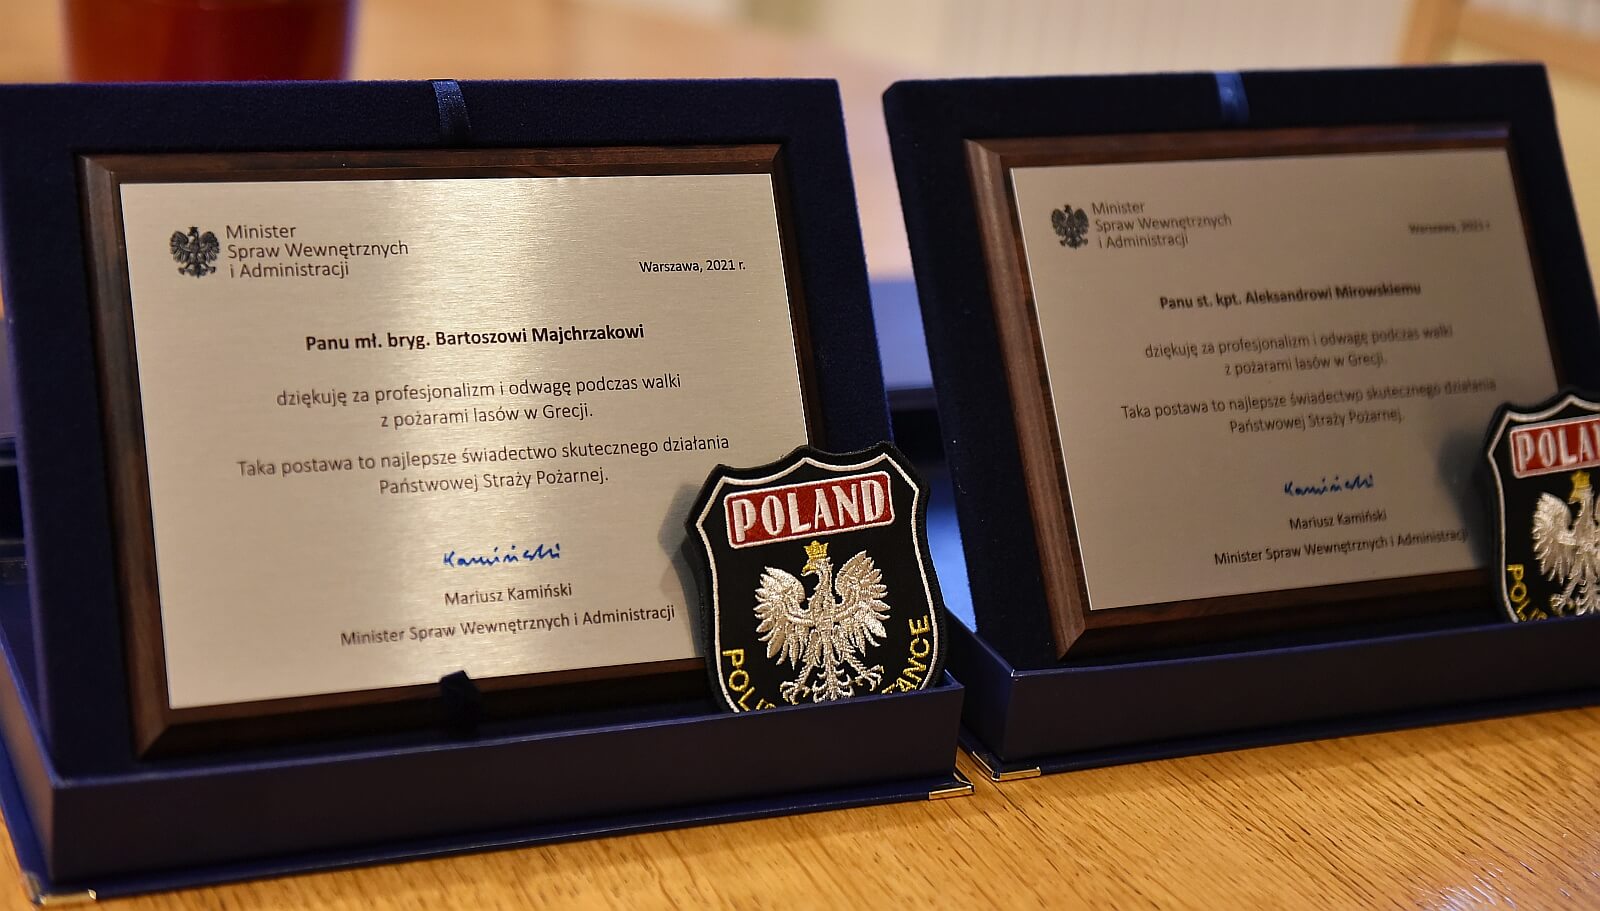 Minister
Spraw Wewnętrznych
i Administracji
Warszawa, 2021 r.
Panu mł. bryg. Bartoszowi Majchrzakowi
dziękuję za profesjonalizm i odwagę podczas walki
z pożarami lasów w Grecji.
Taka postawa to najlepsze świadectwo skutecznego działania
Państwowej Straży Pożarnej.
Kamiński
Mariusz Kamiński
Minister Spraw Wewnętrznych i Administracji
POLAND
Minister
Spraw Wewnętrznych
i Administracji
Warszawa, 2021 r.
Panu st. kpt. Aleksandrowi Mirowskiemu
dziękuję za profesjonalizm i odwagę podczas walki
z pożarami lasów w Grecji.
Taka postawa to najlepsze świadectwo skutecznego działania
Państwowej Straży Pożarnej.
Kamiński
Mariusz Kamiński
Minister Spraw Wewnętrznych i Administracji